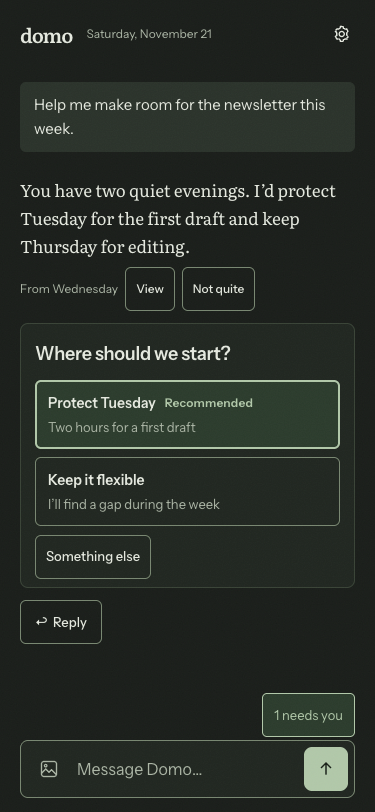 domo Saturday, November 21
Help me make room for the newsletter this
week.
You have two quiet evenings. I’d protect
Tuesday for the first draft and keep
Thursday for editing.
From Wednesday View Not quite
Where should we start?
Protect Tuesday Recommended
Two hours for a first draft
Keep it flexible
I’ll find a gap during the week
Something else
↩ Reply
1 needs you
Message Domo...